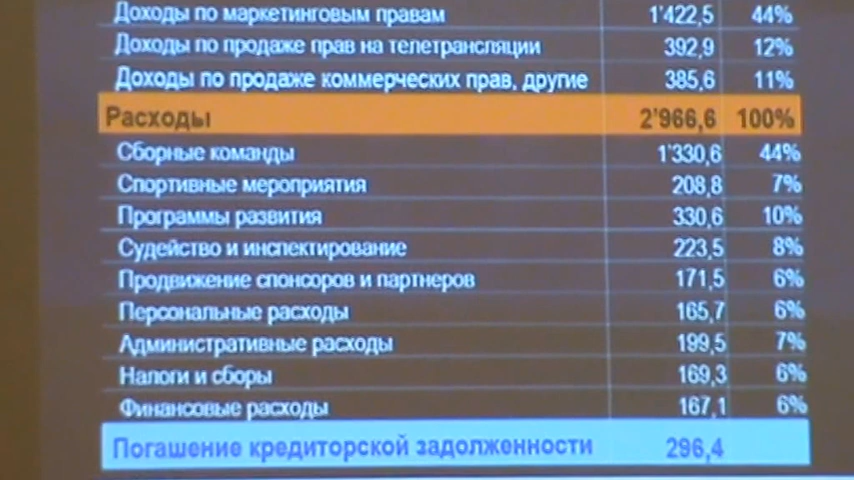 Доходы по маркетинговым правам 1'422,5 44%
Доходы по продаже прав на телетрансляции 392,9 12%
Доходы по продаже коммерческих прав, другие 385,6 11%
Расходы 2'966,6 100%
Сборные команды 1'330,6 44%
Спортивные мероприятия 208,8 7%
Программы развития 330,6 10%
Судейство и инспектирование 223,5 8%
Продвижение спонсоров и партнеров 171,5 6%
Персональные расходы 165,7 6%
Административные расходы 199,5 7%
Налоги и сборы 169,3 6%
Финансовые расходы 167,1 6%
Погашение кредиторской задолженности 296,4